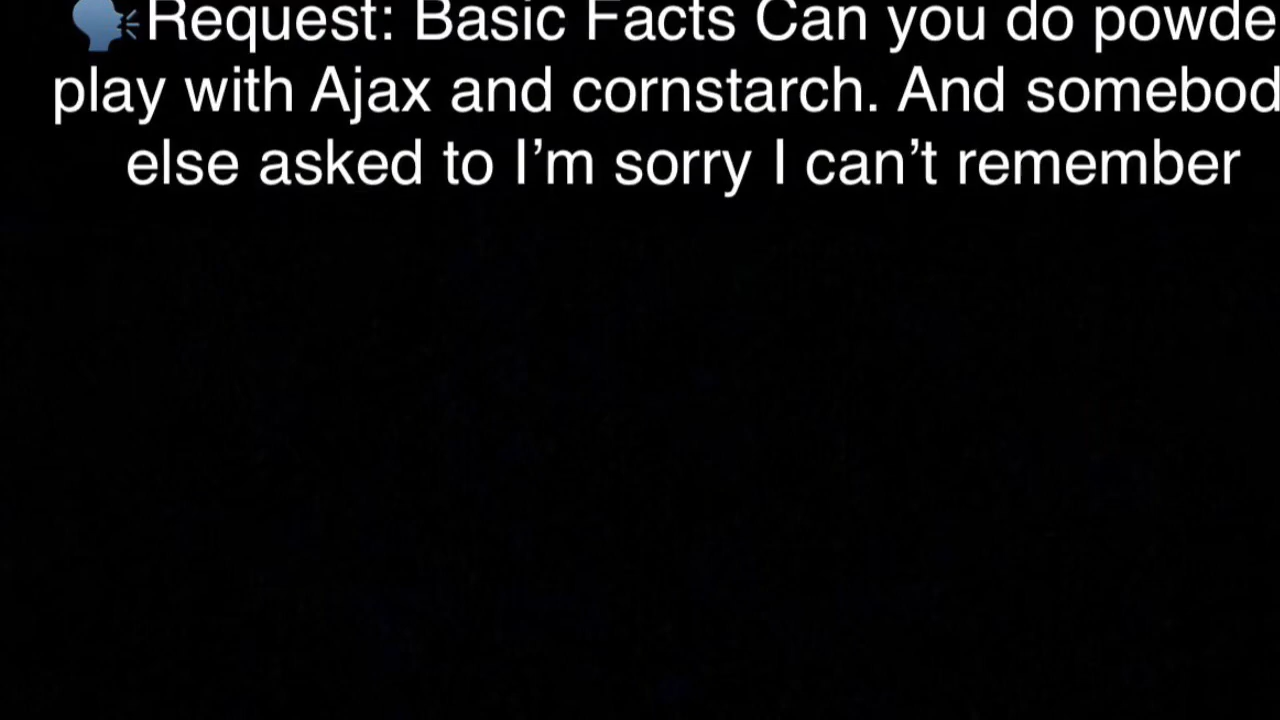 🗣Request: Basic Facts Can you do powde
play with Ajax and cornstarch. And somebod
else asked to I’m sorry I can’t remember